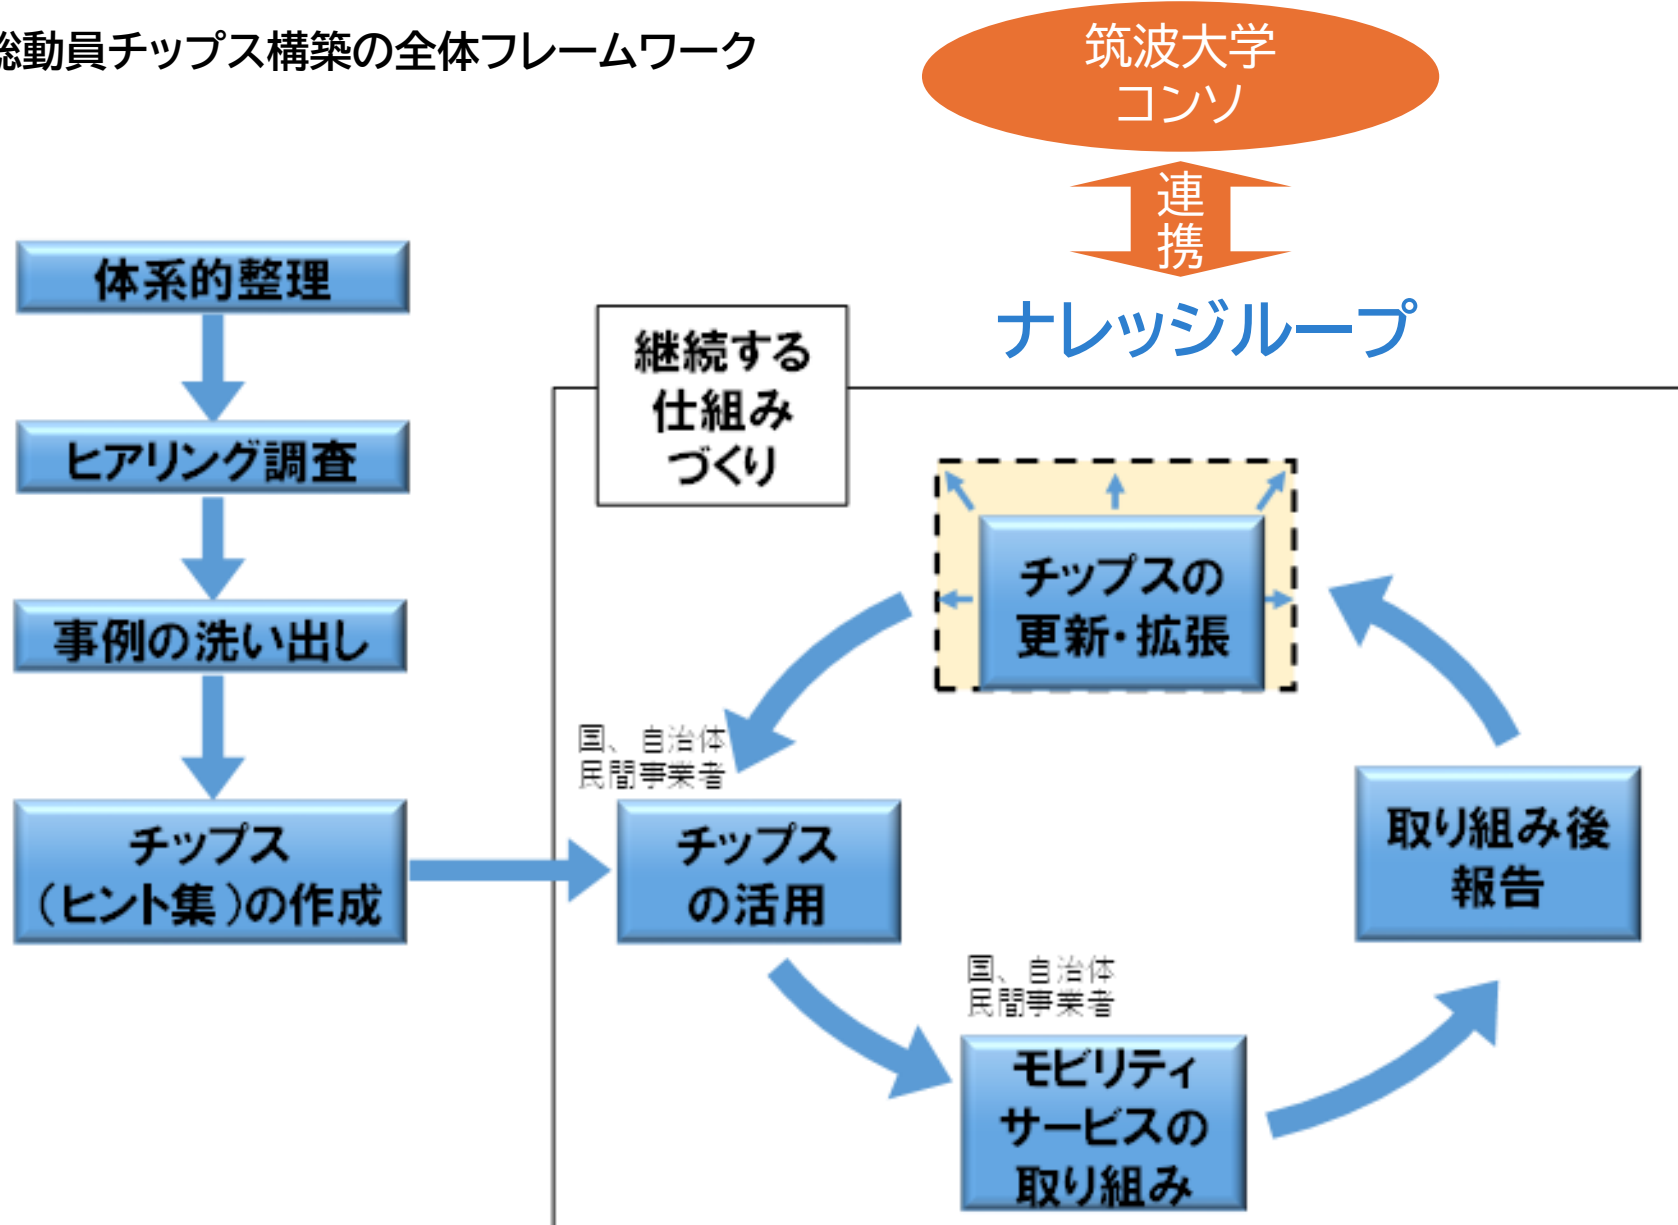 総動員チップス構築の全体フレームワーク
筑波大学
コンソ
連
携
ナレッジループ
体系的整理
ヒアリング調査
事例の洗い出し
チップス
（ヒント集）の作成
継続する
仕組み
づくり
チップスの
更新・拡張
国、自治体
民間事業者
チップス
の活用
国、自治体
民間事業者
モビリティ
サービスの
取り組み
取り組み後
報告